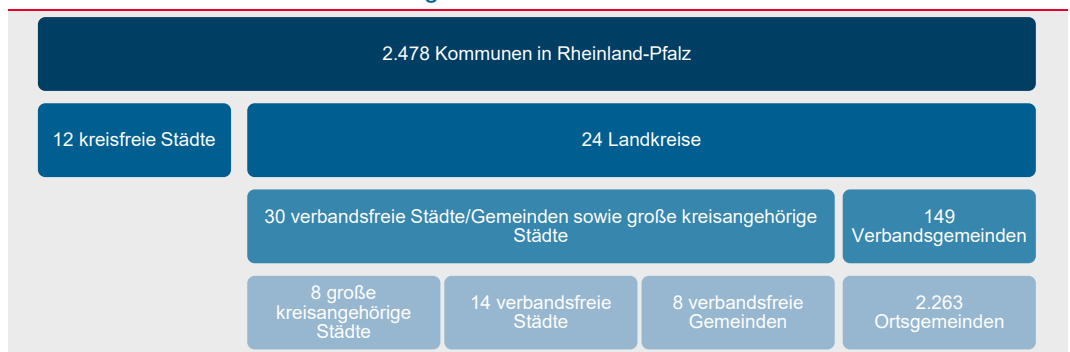 2.478 Kommunen in Rheinland-Pfalz
12 kreisfreie Städte
24 Landkreise
30 verbandsfreie Städte/Gemeinden sowie große kreisangehörige
Städte
149
Verbandsgemeinden
8 große
kreisangehörige
Städte
14 verbandsfreie
Städte
8 verbandsfreie
Gemeinden
2.263
Ortsgemeinden